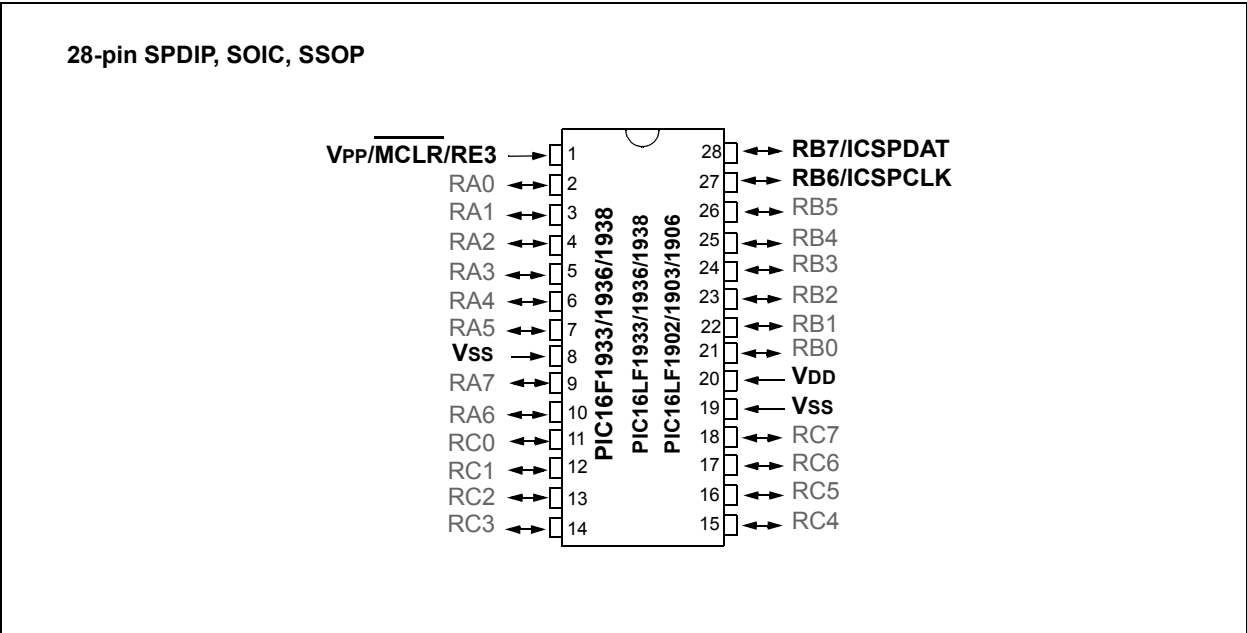 28-pin SPDIP, SOIC, SSOP
VPP/MCLR/RE3 1
RA0 2
RA1 3
RA2 4
RA3 5
RA4 6
RA5 7
VSS 8
RA7 9
RA6 10
RC0 11
RC1 12
RC2 13
RC3 14
PIC16F1933/1936/1938
PIC16LF1933/1936/1938
PIC16LF1902/1903/1906
28 RB7/ICSPDAT
27 RB6/ICSPCLK
26 RB5
25 RB4
24 RB3
23 RB2
22 RB1
21 RB0
20 VDD
19 VSS
18 RC7
17 RC6
16 RC5
15 RC4